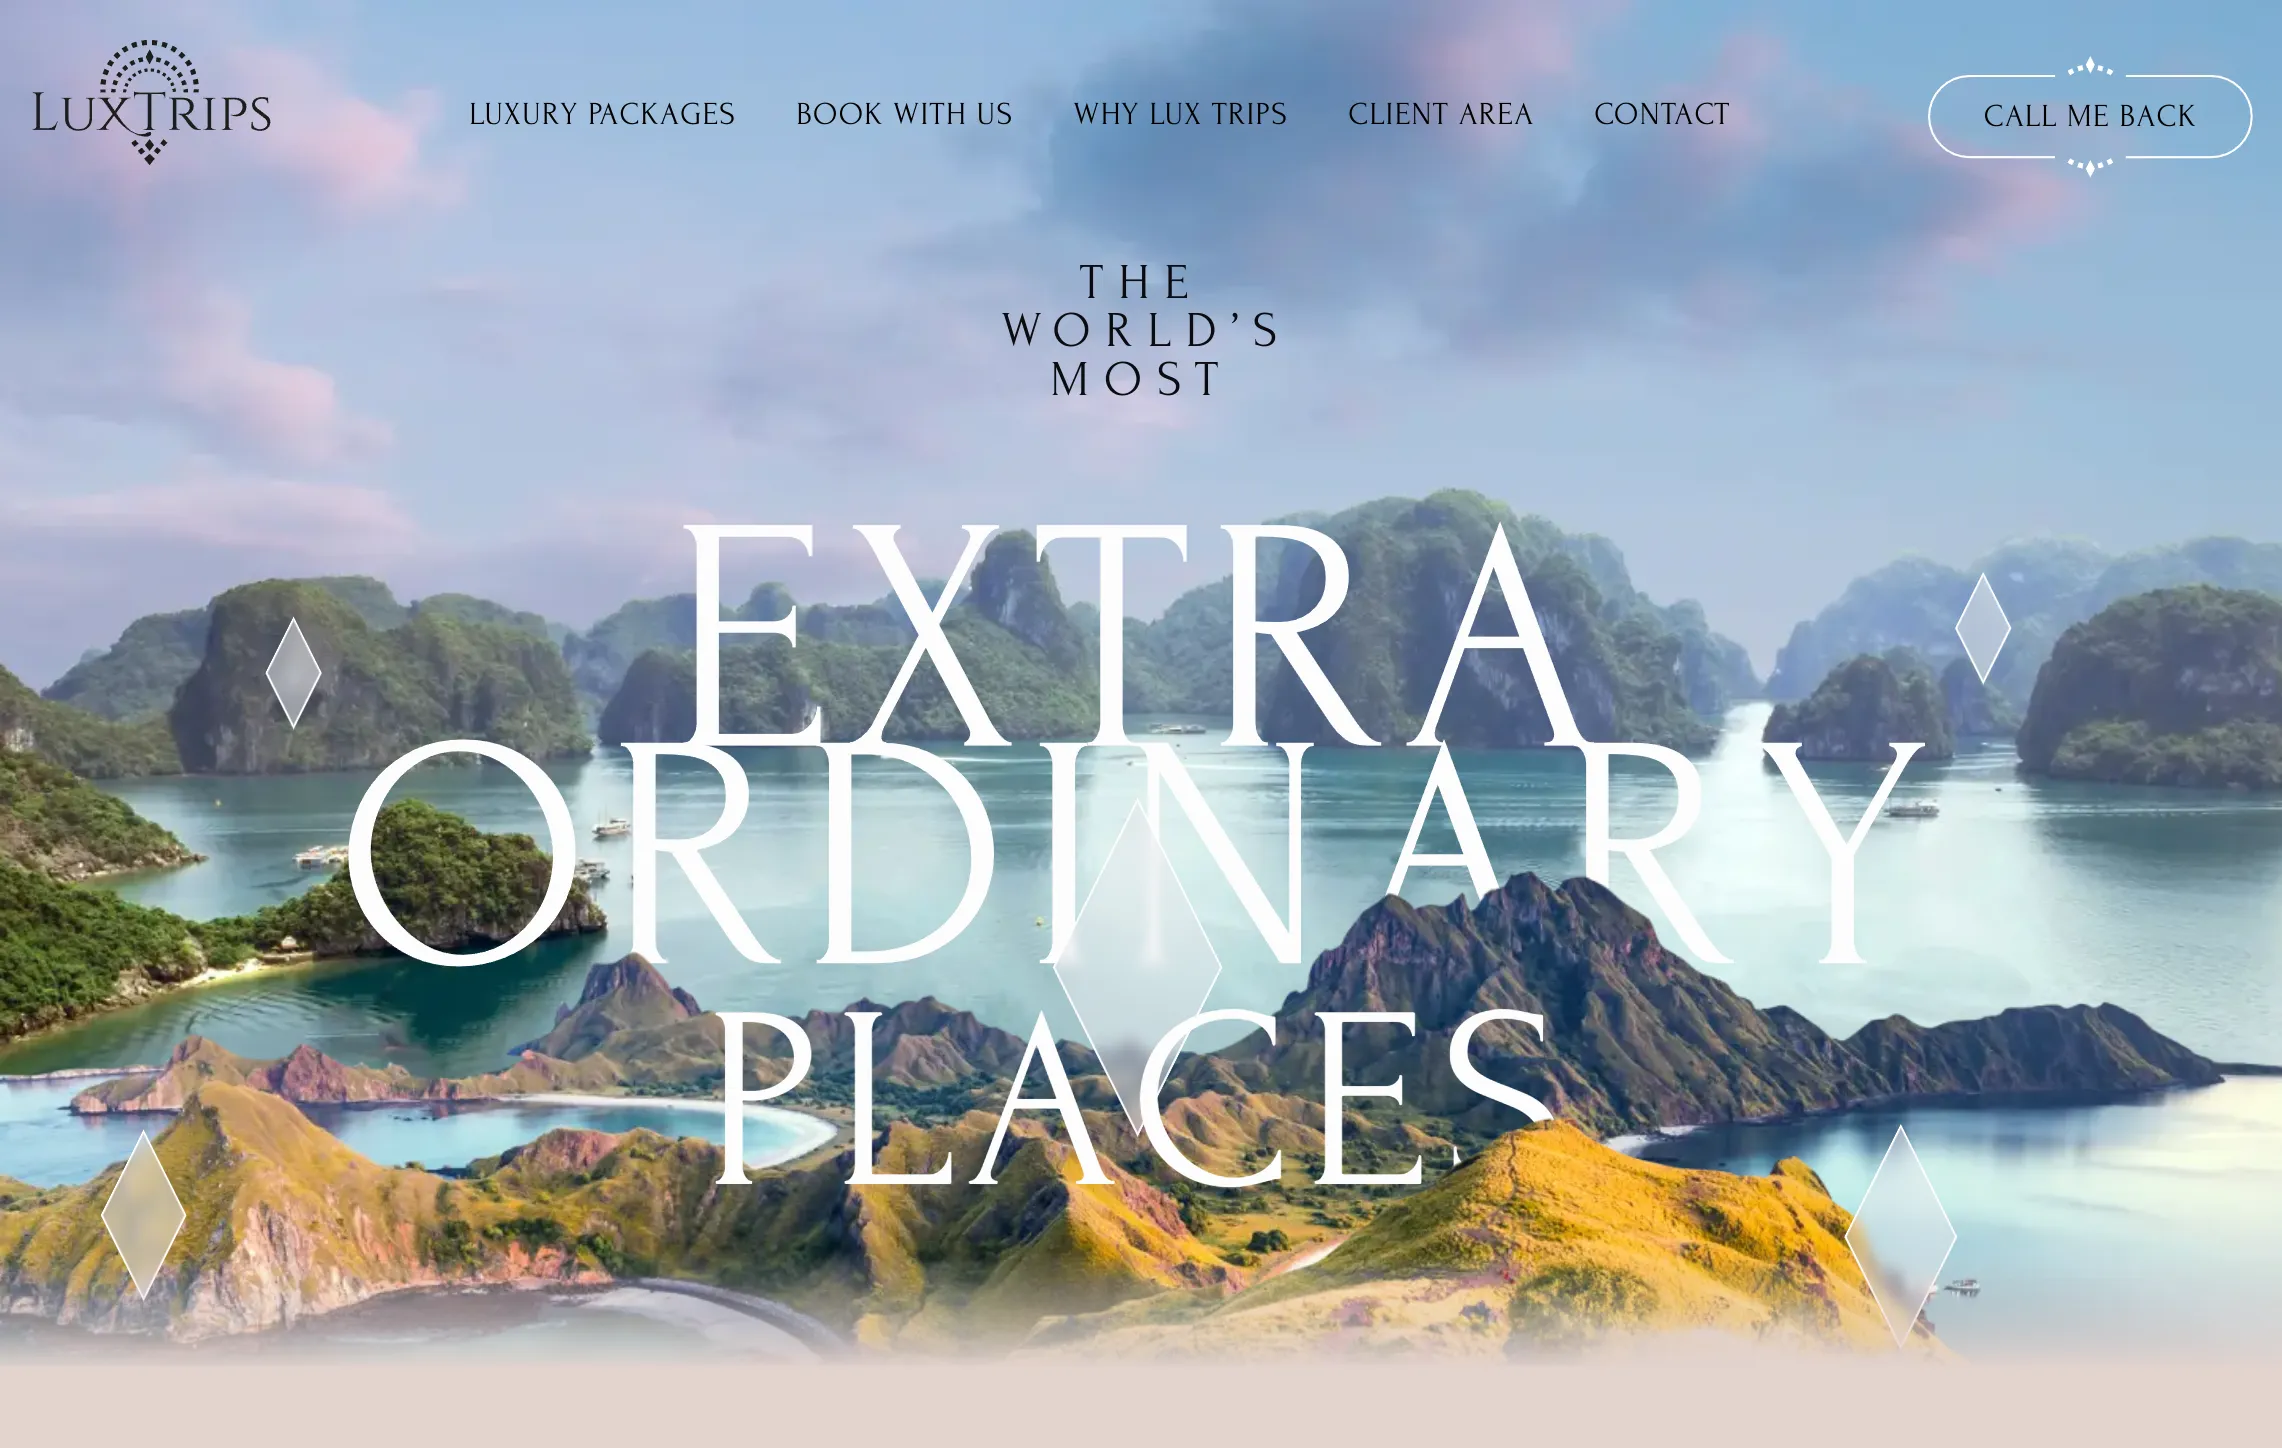 LUXTRIPS
LUXURY PACKAGES
BOOK WITH US
WHY LUX TRIPS
CLIENT AREA
CONTACT
CALL ME BACK
THE
WORLD’S
MOST
EXTRA
ORDINARY
PLACES